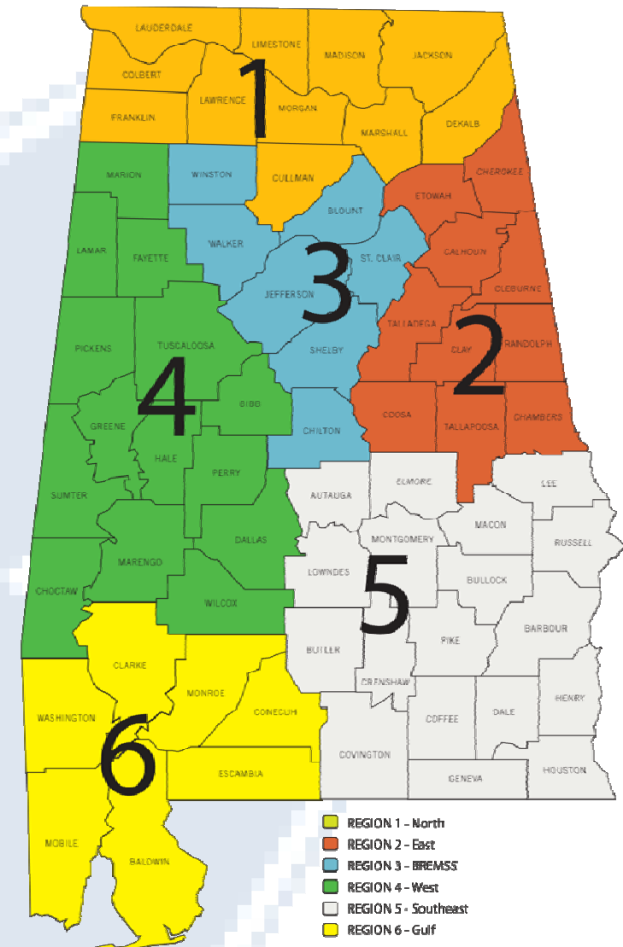 LAUDERDALE
LIMESTONE
MADISON
JACKSON
COLBERT
LAWRENCE
1
MORGAN
FRANKLIN
MARSHALL
DEKALB
MARION
WINSTON
CULLMAN
CHEROKEE
ETOWAH
BLOUNT
LAMAR
FAYETTE
WALKER
ST. CLAIR
CALHOUN
3
JEFFERSON
CLEBURNE
TALLADEGA
PICKENS
TUSCALOOSA
SHELBY
CLAY
2
RANDOLPH
4
BIBB
GREENE
CHILTON
COOSA
TALLAPOOSA
CHAMBERS
HALE
PERRY
SUMTER
AUTAUGA
ELMORE
LEE
MACON
DALLAS
MONTGOMERY
RUSSELL
MARENGO
LOWNDES
5
BULLOCK
CHOCTAW
WILCOX
BARBOUR
BUTLER
PIKE
CLARKE
CRENSHAW
MONROE
HENRY
WASHINGTON
CONECUH
COFFEE
DALE
6
COVINGTON
ESCAMBIA
GENEVA
HOUSTON
MOBILE
BALDWIN
REGION 1 - North
REGION 2 - East
REGION 3 - BREMSS
REGION 4 - West
REGION 5 - Southeast
REGION 6 - Gulf